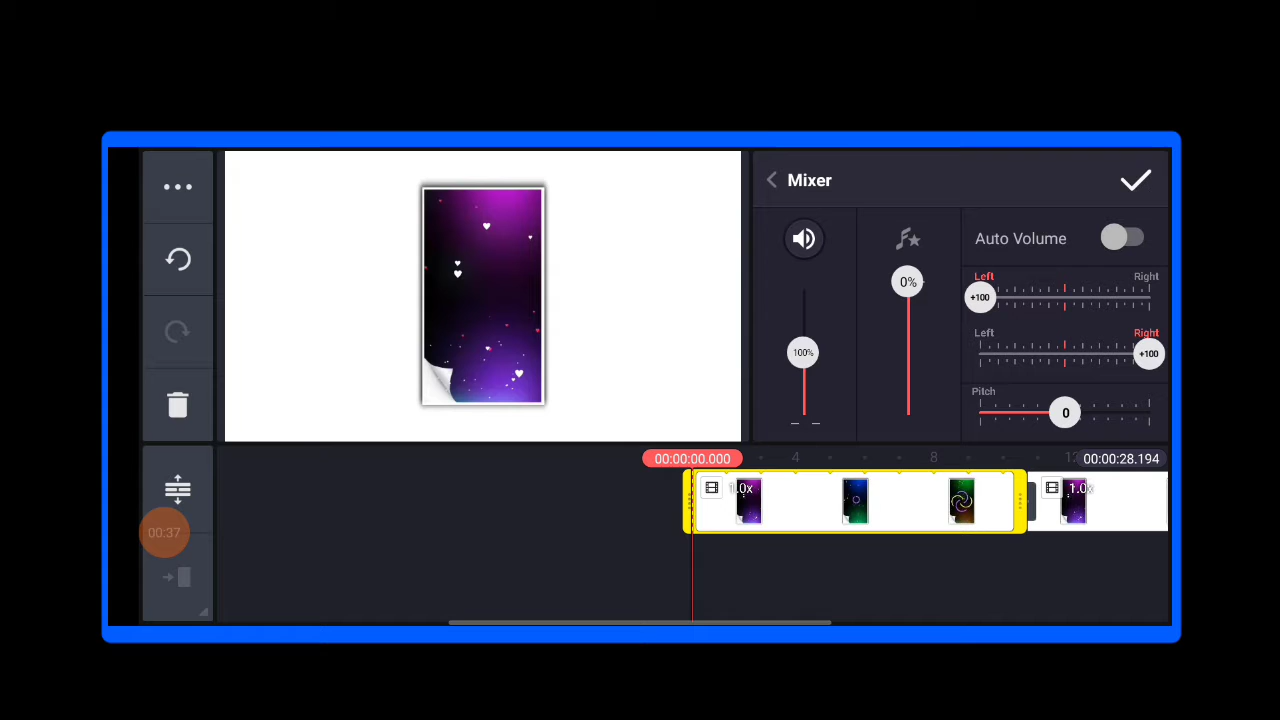 Mixer
Auto Volume
0%
Left
Right
+100
100%
Left
Right
+100
Pitch
0
00:00:00.000
4
8
12
00:00:28.194
1.0x
1.0x
00:37